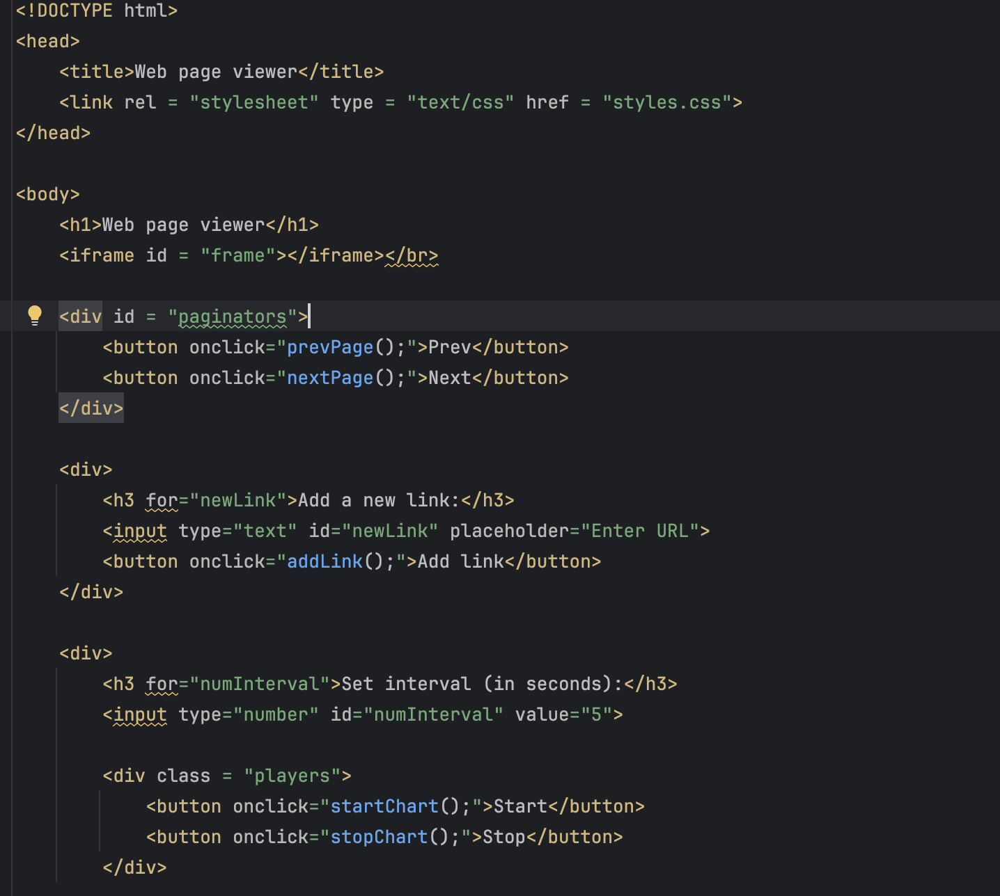 <!DOCTYPE html>
<head>
    <title>Web page viewer</title>
    <link rel = "stylesheet" type = "text/css" href = "styles.css">
</head>

<body>
    <h1>Web page viewer</h1>
    <iframe id = "frame"></iframe></br>

    <div id = "paginators">
        <button onclick="prevPage();">Prev</button>
        <button onclick="nextPage();">Next</button>
    </div>

    <div>
        <h3 for="newLink">Add a new link:</h3>
        <input type="text" id="newLink" placeholder="Enter URL">
        <button onclick="addLink();">Add link</button>
    </div>

    <div>
        <h3 for="numInterval">Set interval (in seconds):</h3>
        <input type="number" id="numInterval" value="5">

        <div class = "players">
            <button onclick="startChart();">Start</button>
            <button onclick="stopChart();">Stop</button>
        </div>